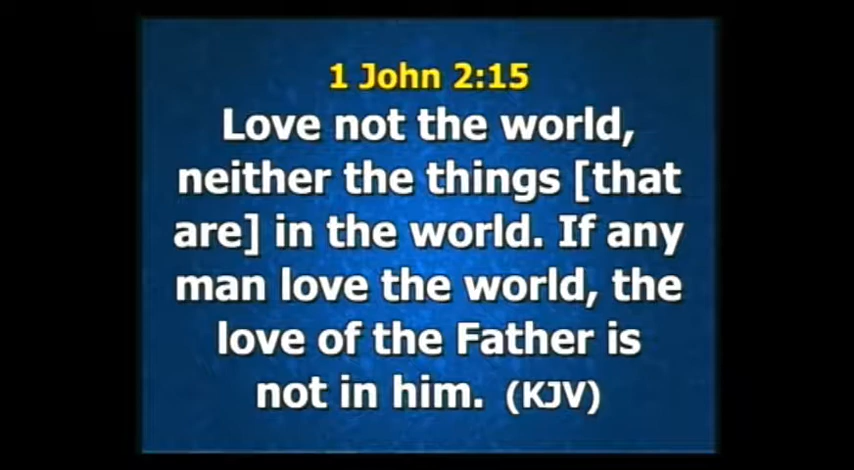 1 John 2:15
Love not the world,
neither the things [that
are] in the world. If any
man love the world, the
love of the Father is
not in him. (KJV)